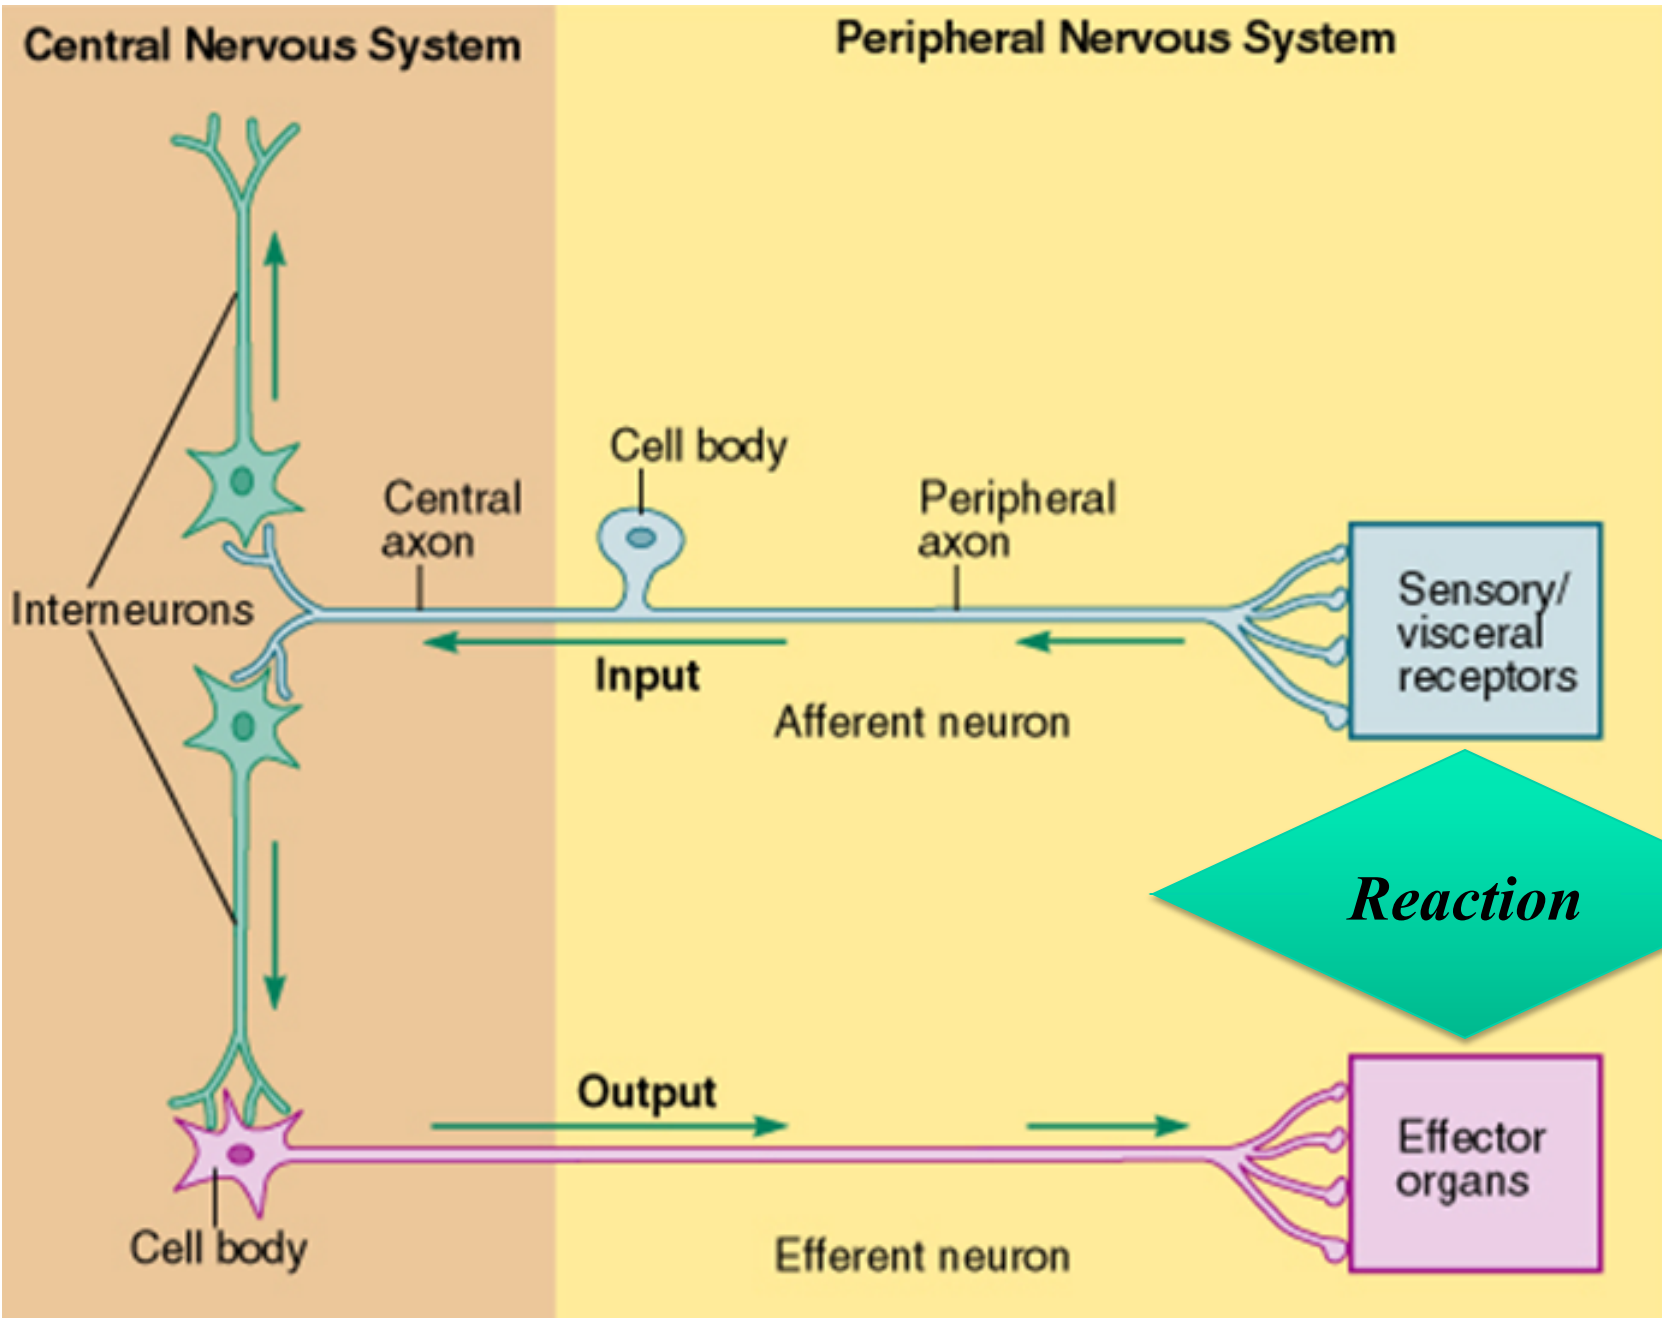 Central Nervous System
Peripheral Nervous System
Cell body
Central
axon
Peripheral
axon
Interneurons
Sensory/
visceral
receptors
Input
Afferent neuron
Reaction
Output
Effector
organs
Cell body
Efferent neuron